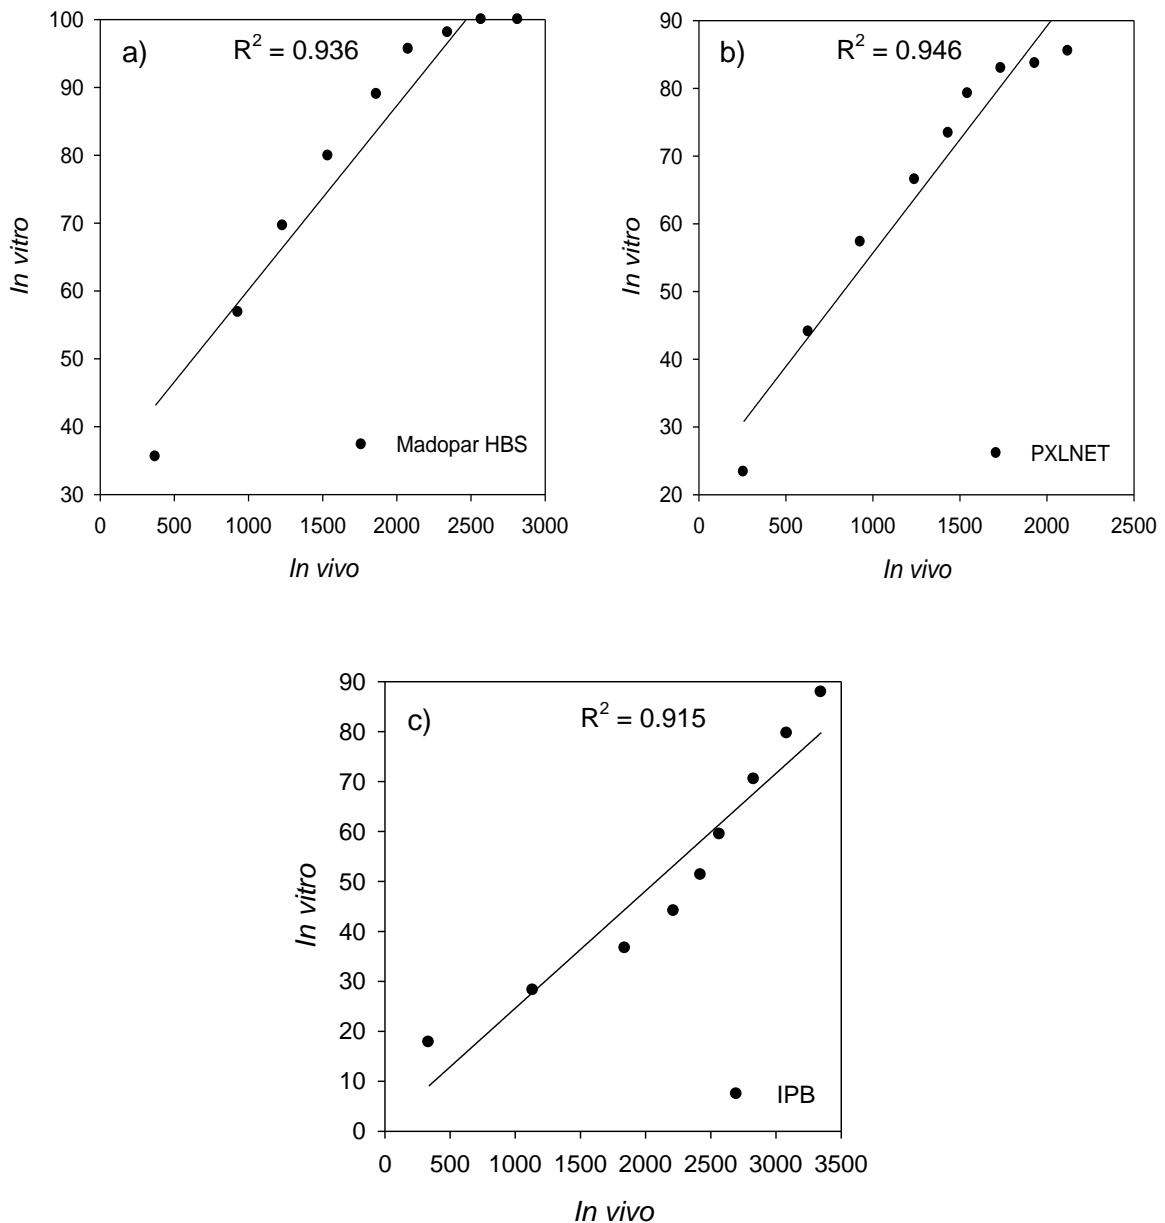 a)
R² = 0.936
100
90
80
70
60
50
40
30
In vitro
Madopar HBS
0 500 1000 1500 2000 2500 3000
In vivo
b)
R² = 0.946
90
80
70
60
50
40
30
20
In vitro
PXLNET
0 500 1000 1500 2000 2500
In vivo
c)
R² = 0.915
90
80
70
60
50
40
30
20
10
0
In vitro
IPB
0 500 1000 1500 2000 2500 3000 3500
In vivo